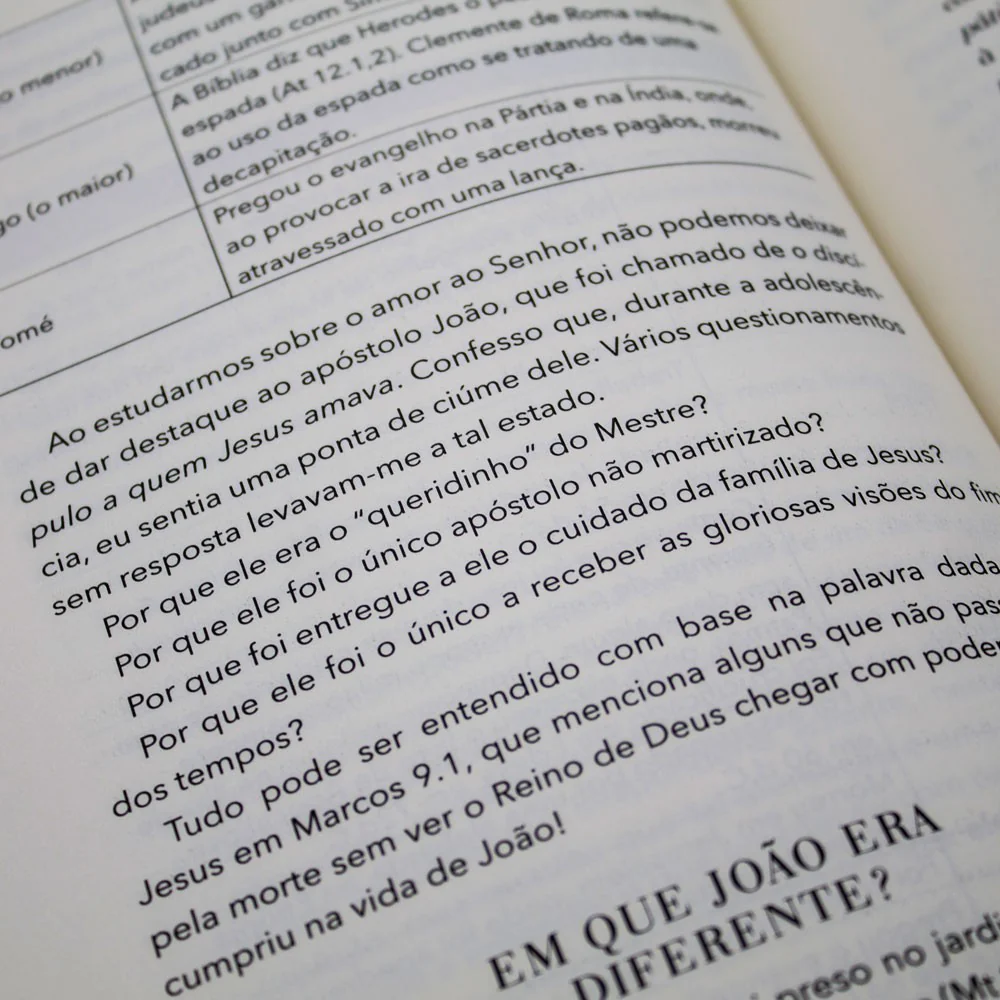 judeus
com um
cado junto com
o menor)
A Bíblia diz que Herodes o
espada (At 12.1,2). Clemente de Roma refere-se
ao uso da espada como se tratando de uma
decapitação.
go (o maior)
Pregou o evangelho na Pártia e na Índia, onde,
ao provocar a ira de sacerdotes pagãos, morreu
atravessado com uma lança.
omé
Ao estudarmos sobre o amor ao Senhor, não podemos deixar
de dar destaque ao apóstolo João, que foi chamado de o discí-
pulo a quem Jesus amava. Confesso que, durante a adolescên-
cia, eu sentia uma ponta de ciúme dele. Vários questionamentos
sem resposta levavam-me a tal estado.
Por que ele era o "queridinho" do Mestre?
Por que ele foi o único apóstolo não martirizado?
Por que foi entregue a ele o cuidado da família de Jesus?
Por que ele foi o único a receber as gloriosas visões do fim
dos tempos?
Tudo pode ser entendido com base na palavra dada
Jesus em Marcos 9.1, que menciona alguns que não pas
pela morte sem ver o Reino de Deus chegar com poder
cumpriu na vida de João!
EM QUE JOÃO ERA
DIFERENTE?
preso no jardi
(Mt